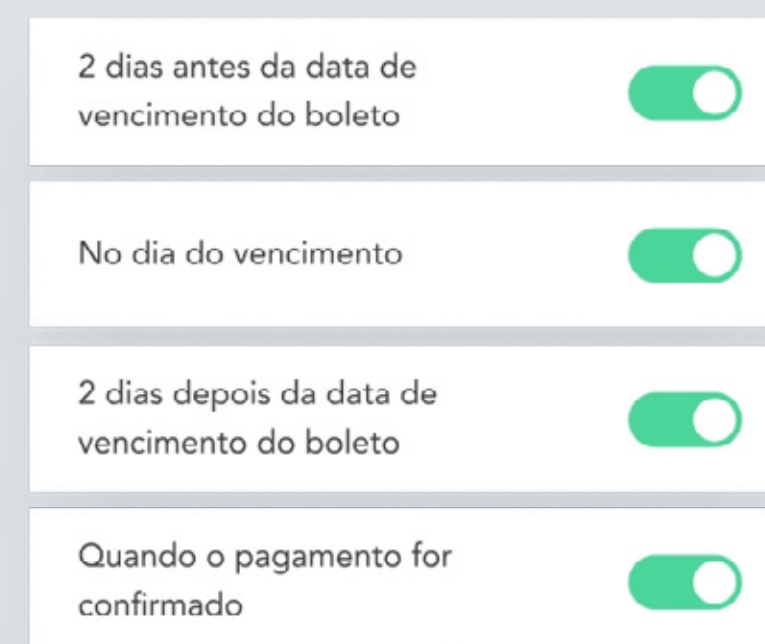 2 dias antes da data de
vencimento do boleto
No dia do vencimento
2 dias depois da data de
vencimento do boleto
Quando o pagamento for
confirmado